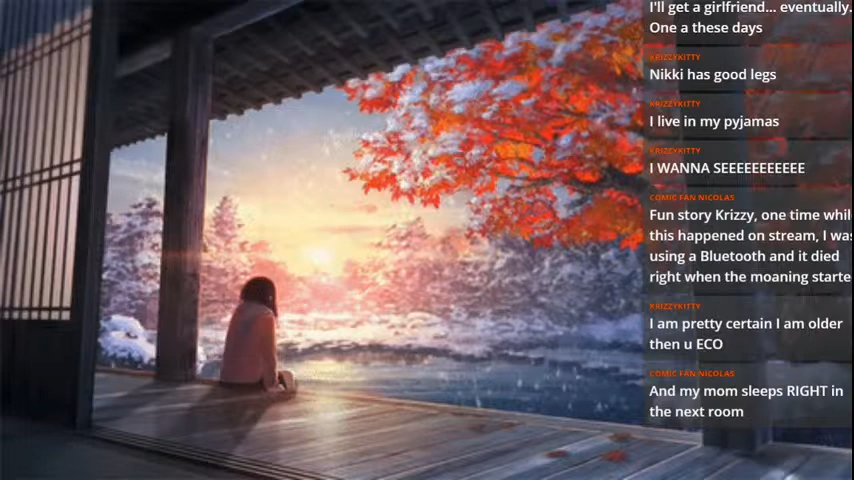 I'll get a girlfriend... eventually.
One a these days
KRIZZYKITTY
Nikki has good legs
KRIZZYKITTY
I live in my pyjamas
KRIZZYKITTY
I WANNA SEEEEEEEEEEE
COMIC FAN NICOLAS
Fun story Krizzy, one time whil
this happened on stream, I was
using a Bluetooth and it died
right when the moaning starte
KRIZZYKITTY
I am pretty certain I am older
then u ECO
COMIC FAN NICOLAS
And my mom sleeps RIGHT in
the next room